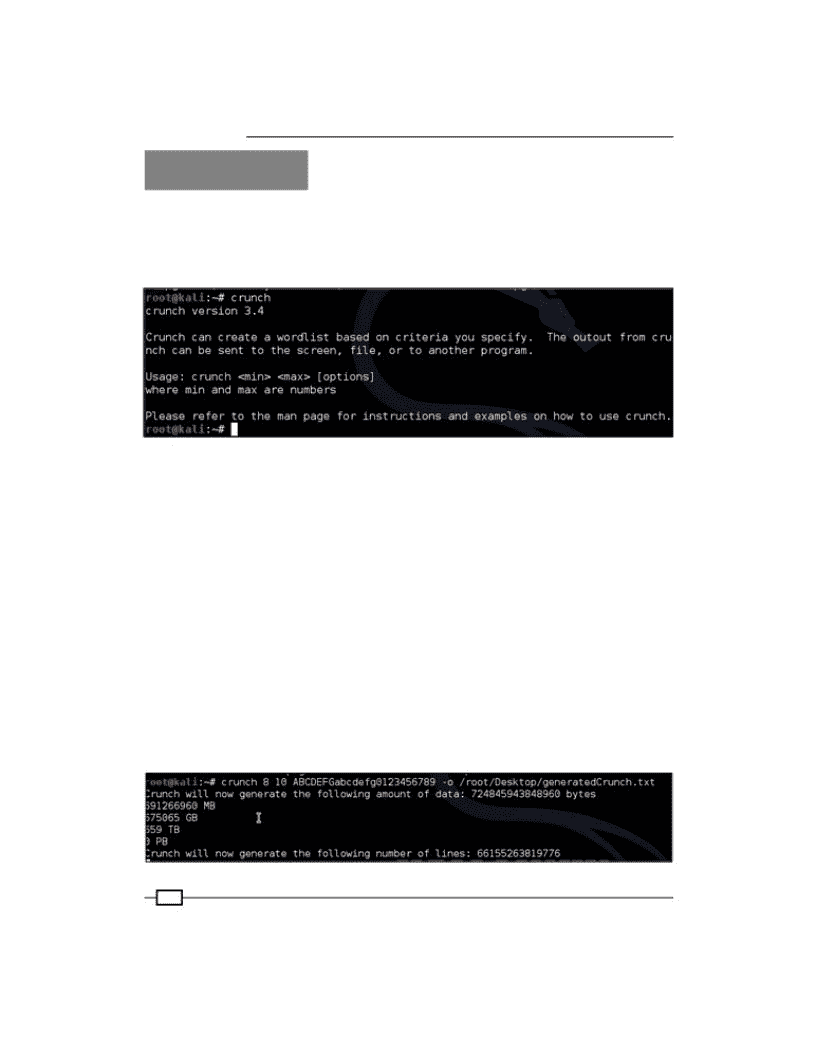 root@kali:~# crunch
crunch version 3.4
Crunch can create a wordlist based on criteria you specify. The outout from cru
nch can be sent to the screen, file, or to another program.
Usage: crunch <min> <max> [options]
where min and max are numbers
Please refer to the man page for instructions and examples on how to use crunch.
root@kali:~#
root@kali:~# crunch 8 10 ABCDEFGabcdefg0123456789 -o /root/Desktop/generatedCrunch.txt
Crunch will now generate the following amount of data: 724845943848960 bytes
691266960 MB
675065 GB
659 TB
0 PB
Crunch will now generate the following number of lines: 66155263819776